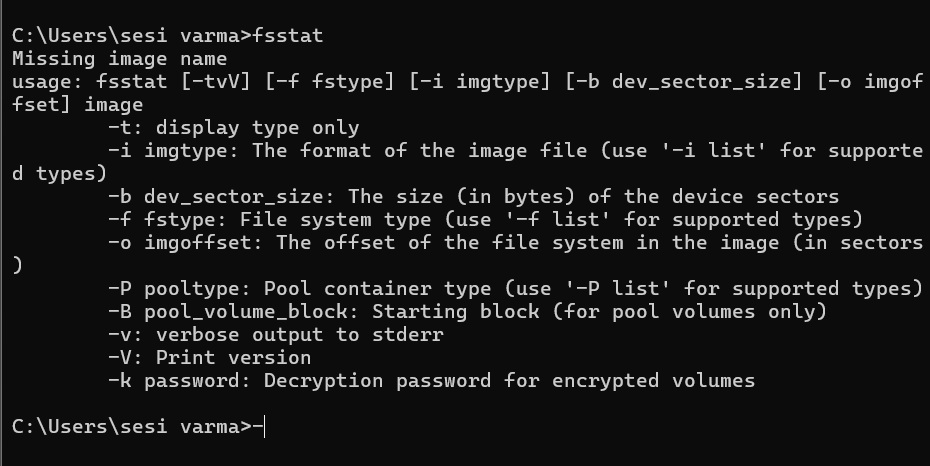 C:\Users\sesi varma>fsstat
Missing image name
usage: fsstat [-tvV] [-f fstype] [-i imgtype] [-b dev_sector_size] [-o imgof
fset] image
        -t: display type only
        -i imgtype: The format of the image file (use '-i list' for supporte
d types)
        -b dev_sector_size: The size (in bytes) of the device sectors
        -f fstype: File system type (use '-f list' for supported types)
        -o imgoffset: The offset of the file system in the image (in sectors
)
        -P pooltype: Pool container type (use '-P list' for supported types)
        -B pool_volume_block: Starting block (for pool volumes only)
        -v: verbose output to stderr
        -V: Print version
        -k password: Decryption password for encrypted volumes
C:\Users\sesi varma>-